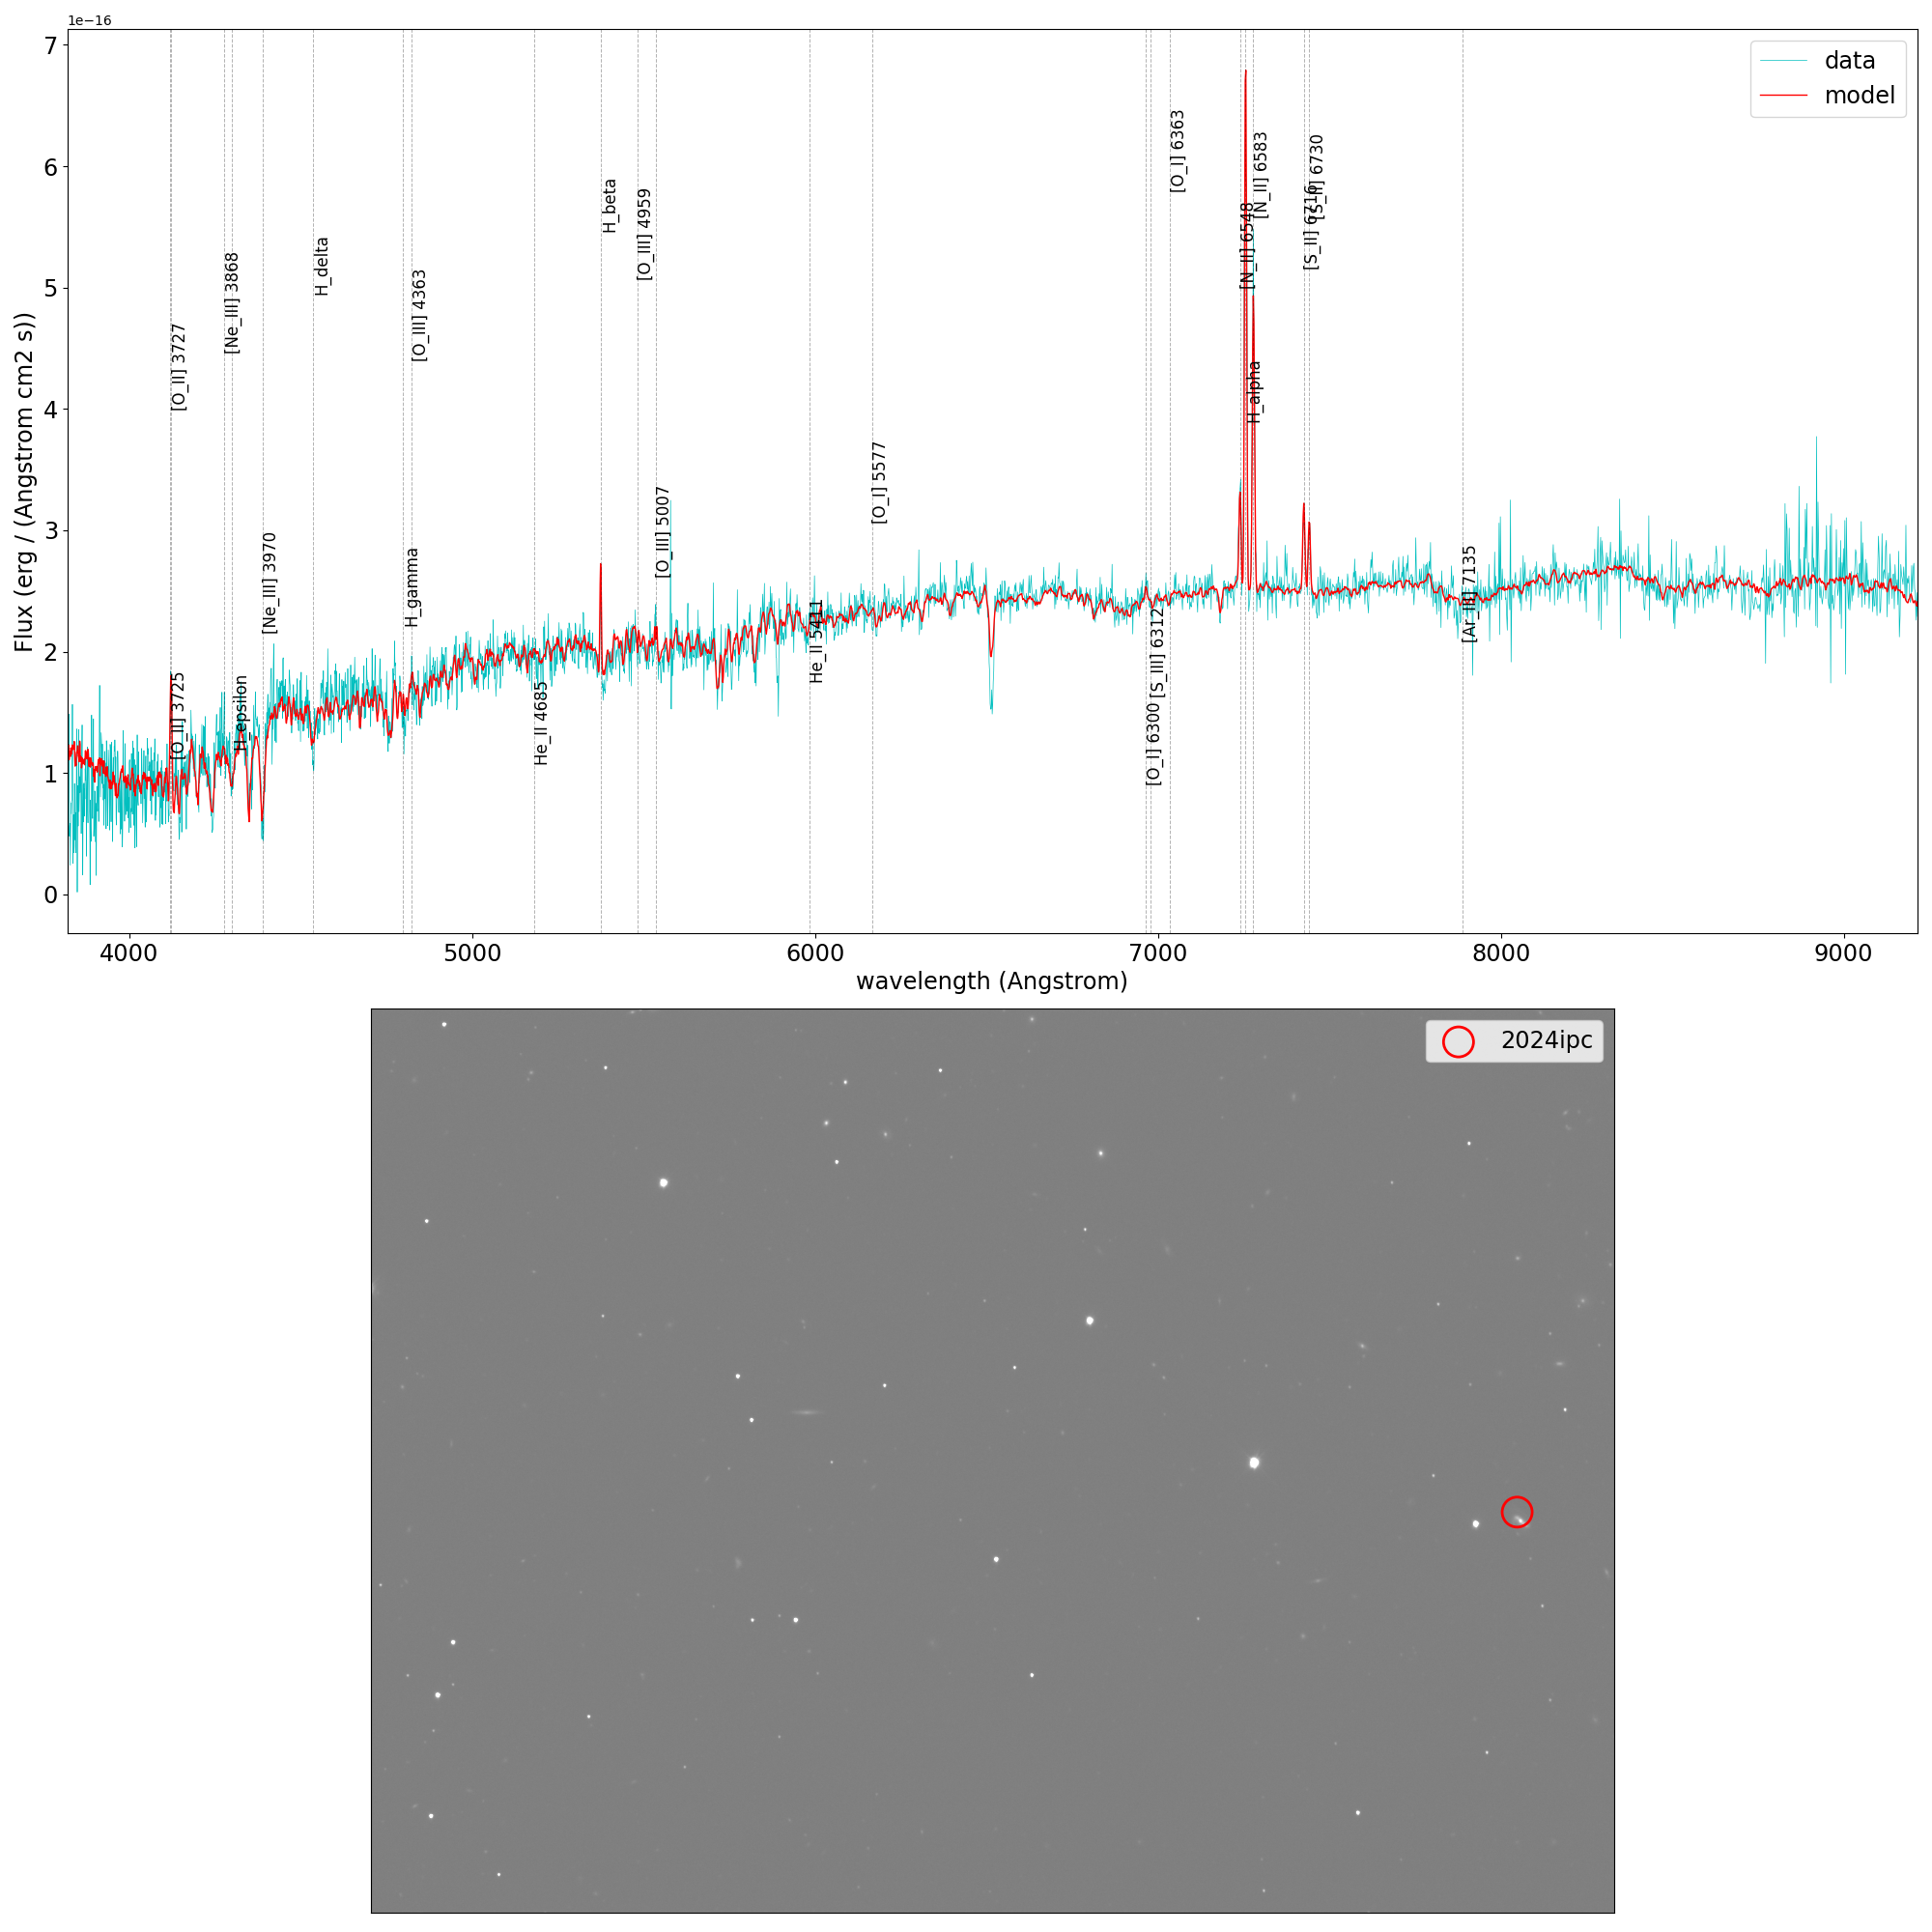 1e−16
7
6
5
4
3
2
1
0
Flux (erg / (Angstrom cm2 s))
data
model
[O_II] 3727
[O_II] 3725
[Ne_III] 3868
H_epsilon
[Ne_III] 3970
H_delta
H_gamma
[O_III] 4363
He_II 4685
H_beta
[O_III] 4959
[O_III] 5007
He_II 5411
[O_I] 5577
[O_I] 6300
[S_III] 6312
[O_I] 6363
[N_II] 6548
H_alpha
[N_II] 6583
[S_II] 6716
[S_II] 6730
[Ar_III] 7135
4000
5000
6000
7000
8000
9000
wavelength (Angstrom)
2024ipc